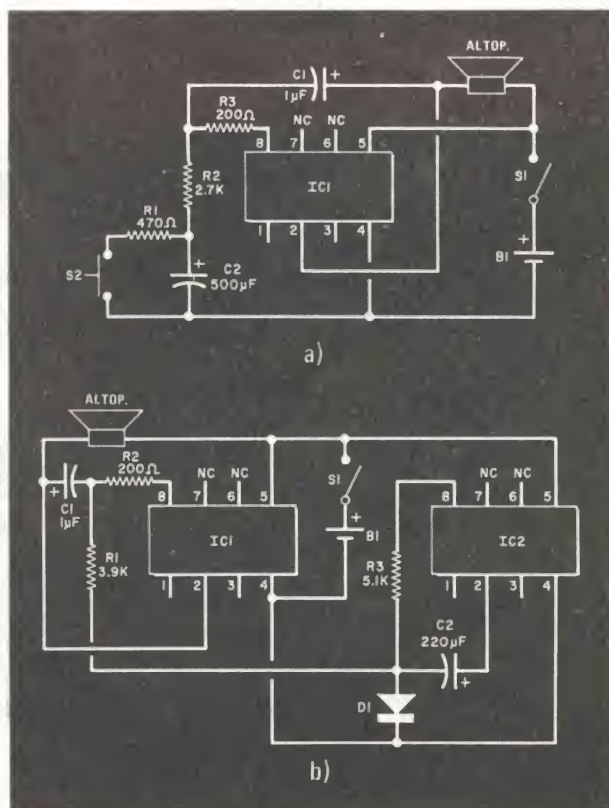 ALTOP.
C1
1µF
+
R3
200Ω
NC
NC
8
7
6
5
S1
R2
2.7K
IC1
R1
470Ω
+
B1
1
2
3
4
S2
+
C2
500µF
a)
ALTOP.
R2
200Ω
NC
NC
S1
NC
NC
+
C1
1µF
8
7
6
5
+
B1
8
7
6
5
IC1
IC2
R1
3.9K
R3
5.1K
1
2
3
4
1
2
3
4
C2
220µF
+
D1
b)